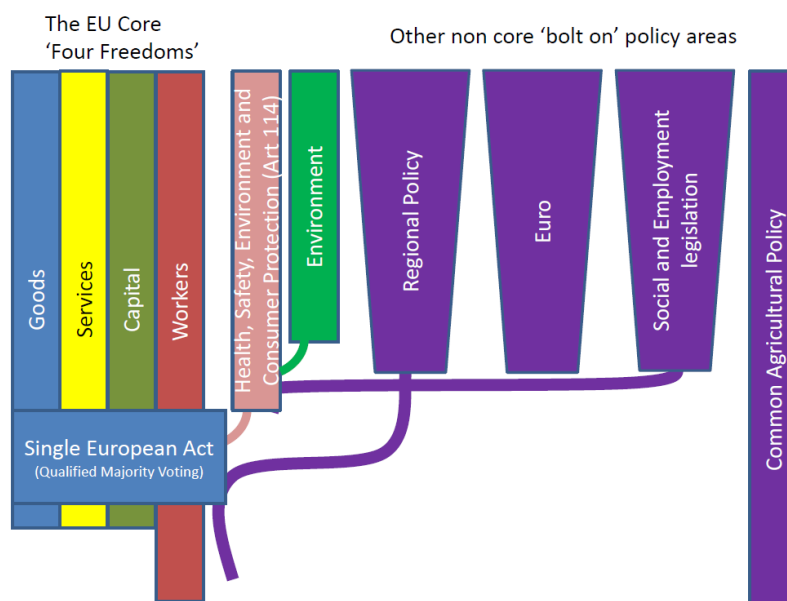 The EU Core
‘Four Freedoms’
Other non core ‘bolt on’ policy areas
Goods
Services
Capital
Workers
Health, Safety, Environment and
Consumer Protection (Art 114)
Environment
Regional Policy
Euro
Social and Employment
legislation
Common Agricultural Policy
Single European Act
(Qualified Majority Voting)